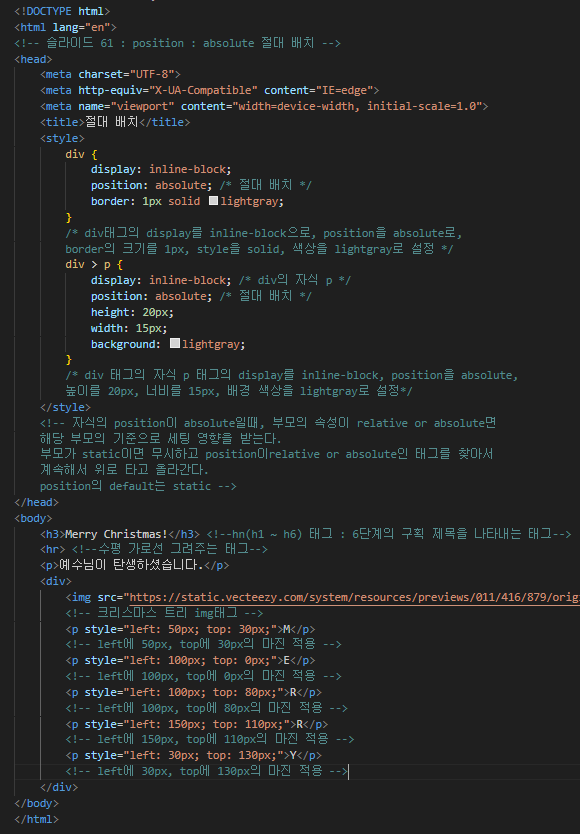 <!DOCTYPE html>
<html lang="en">
<!-- 슬라이드 61 : position : absolute 절대 배치 -->
<head>
    <meta charset="UTF-8">
    <meta http-equiv="X-UA-Compatible" content="IE=edge">
    <meta name="viewport" content="width=device-width, initial-scale=1.0">
    <title>절대 배치</title>
    <style>
        div {
            display: inline-block;
            position: absolute; /* 절대 배치 */
            border: 1px solid lightgray;
        }
        /* div태그의 display를 inline-block으로, position을 absolute로,
        border의 크기를 1px, style을 solid, 색상을 lightgray로 설정 */
        div > p {
            display: inline-block; /* div의 자식 p */
            position: absolute; /* 절대 배치 */
            height: 20px;
            width: 15px;
            background: lightgray;
        }
        /* div 태그의 자식 p 태그의 display를 inline-block, position을 absolute,
        높이를 20px, 너비를 15px, 배경 색상을 lightgray로 설정*/
    </style>
    <!-- 자식의 position이 absolute일때, 부모의 속성이 relative or absolute면
    해당 부모의 기준으로 세팅 영향을 받는다.
    부모가 static이면 무시하고 position이relative or absolute인 태그를 찾아서
    계속해서 위로 타고 올라간다.
    position의 default는 static -->
</head>
<body>
    <h3>Merry Christmas!</h3> <!--hn(h1 ~ h6) 태그 : 6단계의 구획 제목을 나타내는 태그-->
    <hr> <!--수평 가로선 그려주는 태그-->
    <p>예수님이 탄생하셨습니다.</p>
    <div>
        <img src="https://static.vecteezy.com/system/resources/previews/011/416/879/orig
        <!-- 크리스마스 트리 img태그 -->
        <p style="left: 50px; top: 30px;">M</p>
        <!-- left에 50px, top에 30px의 마진 적용 -->
        <p style="left: 100px; top: 0px;">E</p>
        <!-- left에 100px, top에 0px의 마진 적용 -->
        <p style="left: 100px; top: 80px;">R</p>
        <!-- left에 100px, top에 80px의 마진 적용 -->
        <p style="left: 150px; top: 110px;">R</p>
        <!-- left에 150px, top에 110px의 마진 적용 -->
        <p style="left: 30px; top: 130px;">Y</p>
        <!-- left에 30px, top에 130px의 마진 적용 -->
    </div>
</body>
</html>